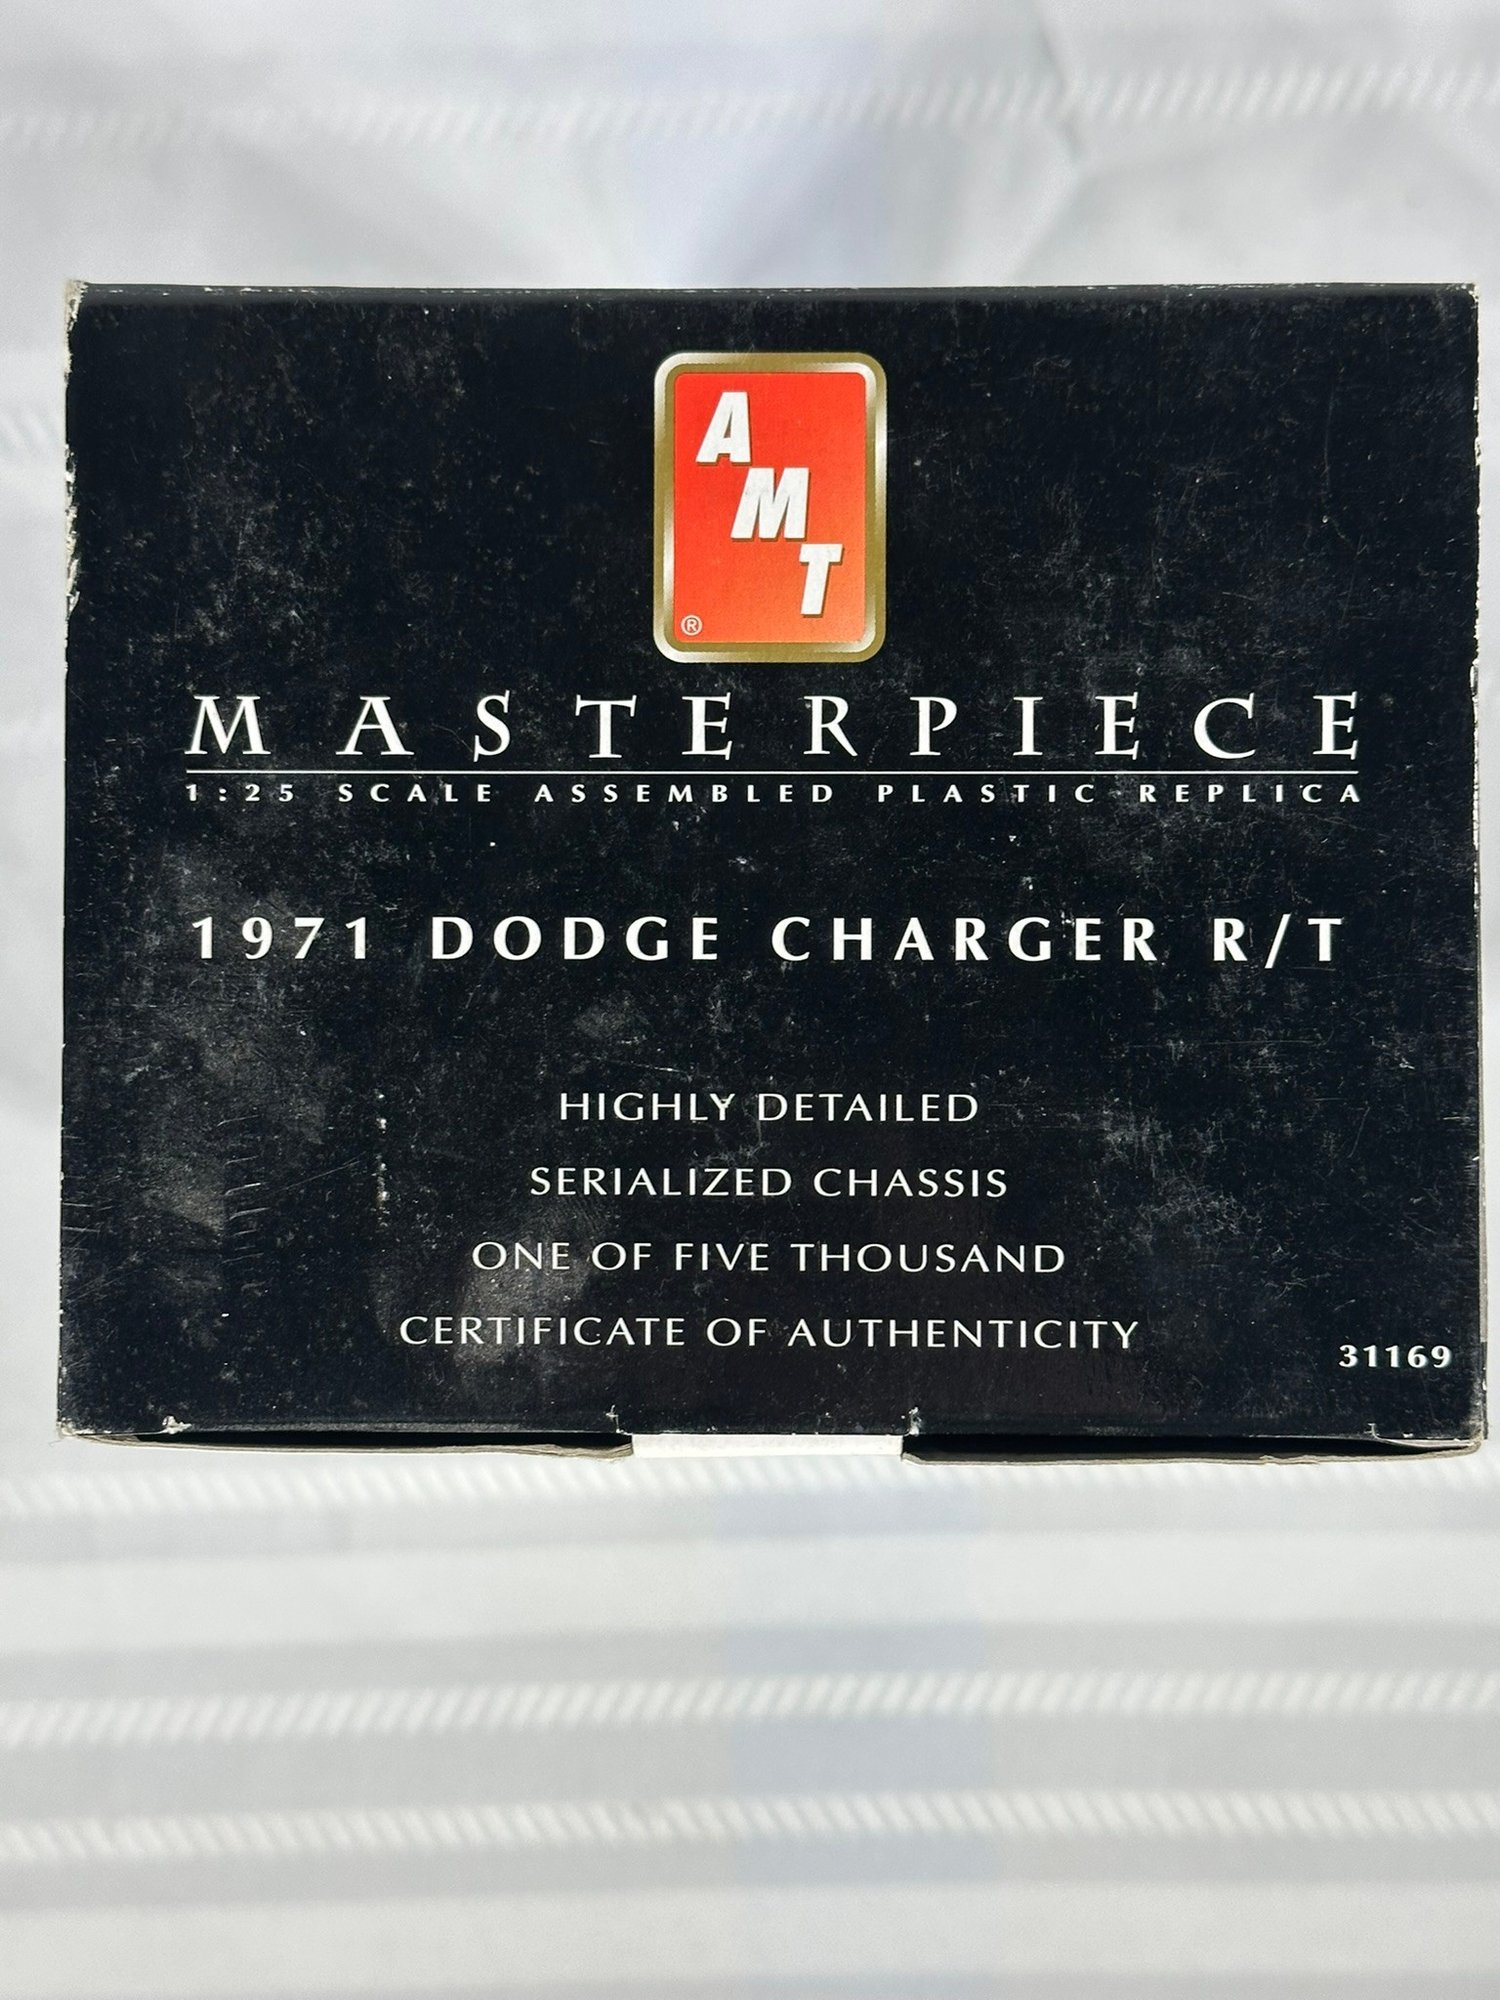 A
M
T
®
MASTERPIECE
1:25 SCALE ASSEMBLED PLASTIC REPLICA
1971 DODGE CHARGER R/T
HIGHLY DETAILED
SERIALIZED CHASSIS
ONE OF FIVE THOUSAND
CERTIFICATE OF AUTHENTICITY
31169